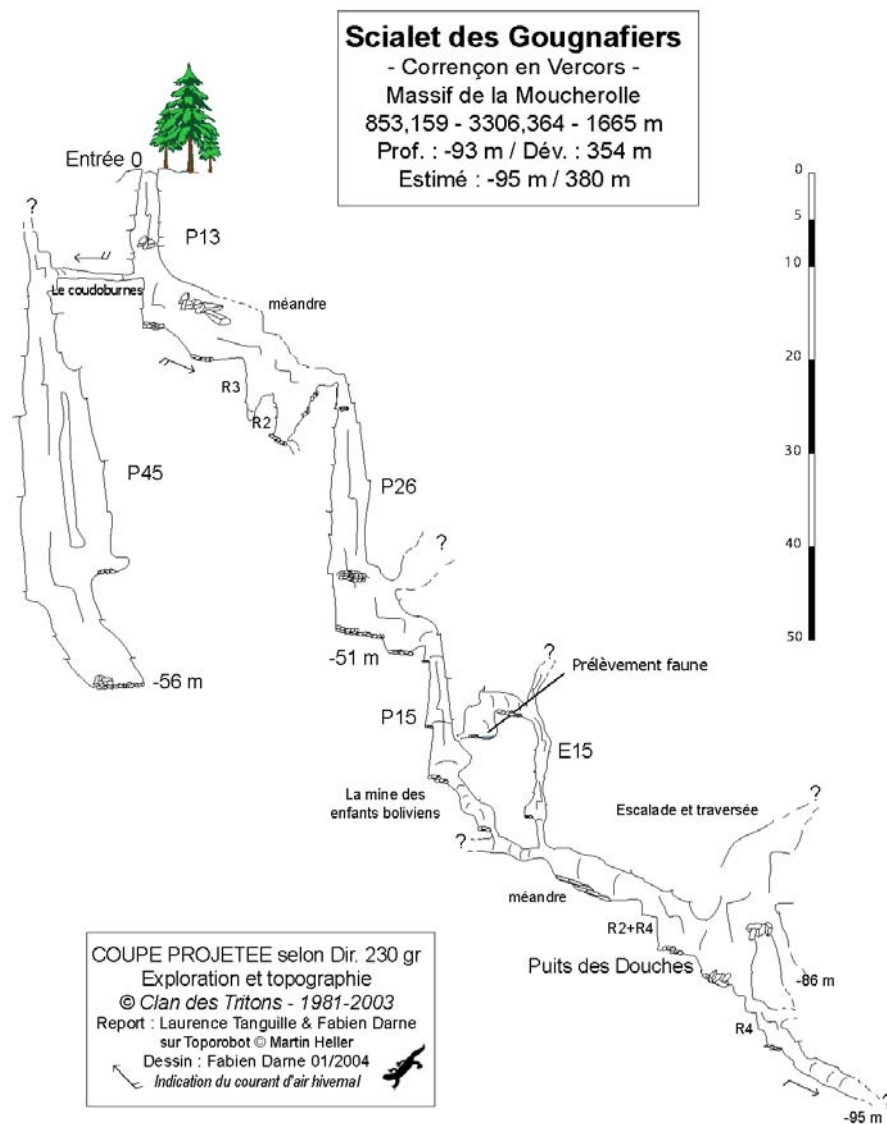 Scialet des Gougnafiers
- Corrençon en Vercors -
Massif de la Moucherolle
853,159 - 3306,364 - 1665 m
Prof. : -93 m / Dév. : 354 m
Estimé : -95 m / 380 m
Entrée 0
?
P13
Le coudoburnes
méandre
R3
R2
P45
P26
?
-56 m
-51 m
P15
?
Prélèvement faune
E15
La mine des
enfants boliviens
?
Escalade et traversée
?
méandre
R2+R4
Puits des Douches
-86 m
R4
?
-95 m
0
5
10
20
30
40
50
COUPE PROJETEE selon Dir. 230 gr
Exploration et topographie
© Clan des Tritons - 1981-2003
Report : Laurence Tanguille & Fabien Darne
sur Toporobot © Martin Heller
Dessin : Fabien Darne 01/2004
Indication du courant d'air hivernal